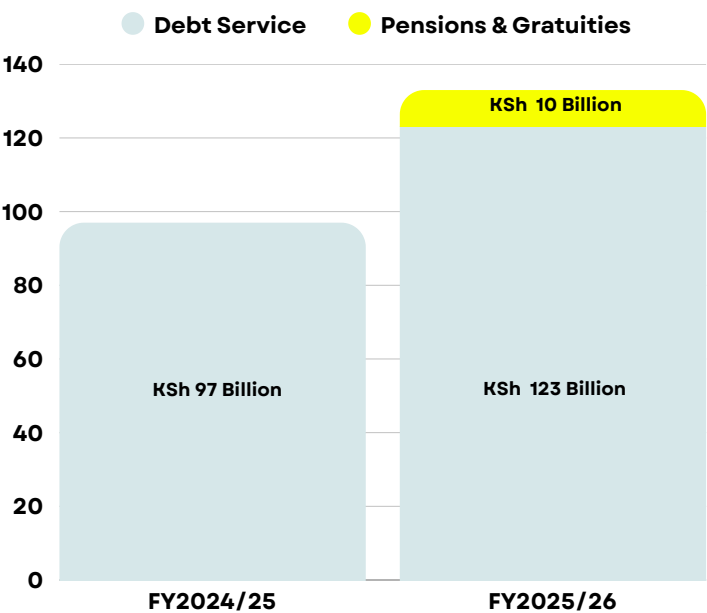 Debt Service Pensions & Gratuities
140
KSh 10 Billion
120
100
80
60
KSh 97 Billion
KSh 123 Billion
40
20
0
FY2024/25 FY2025/26